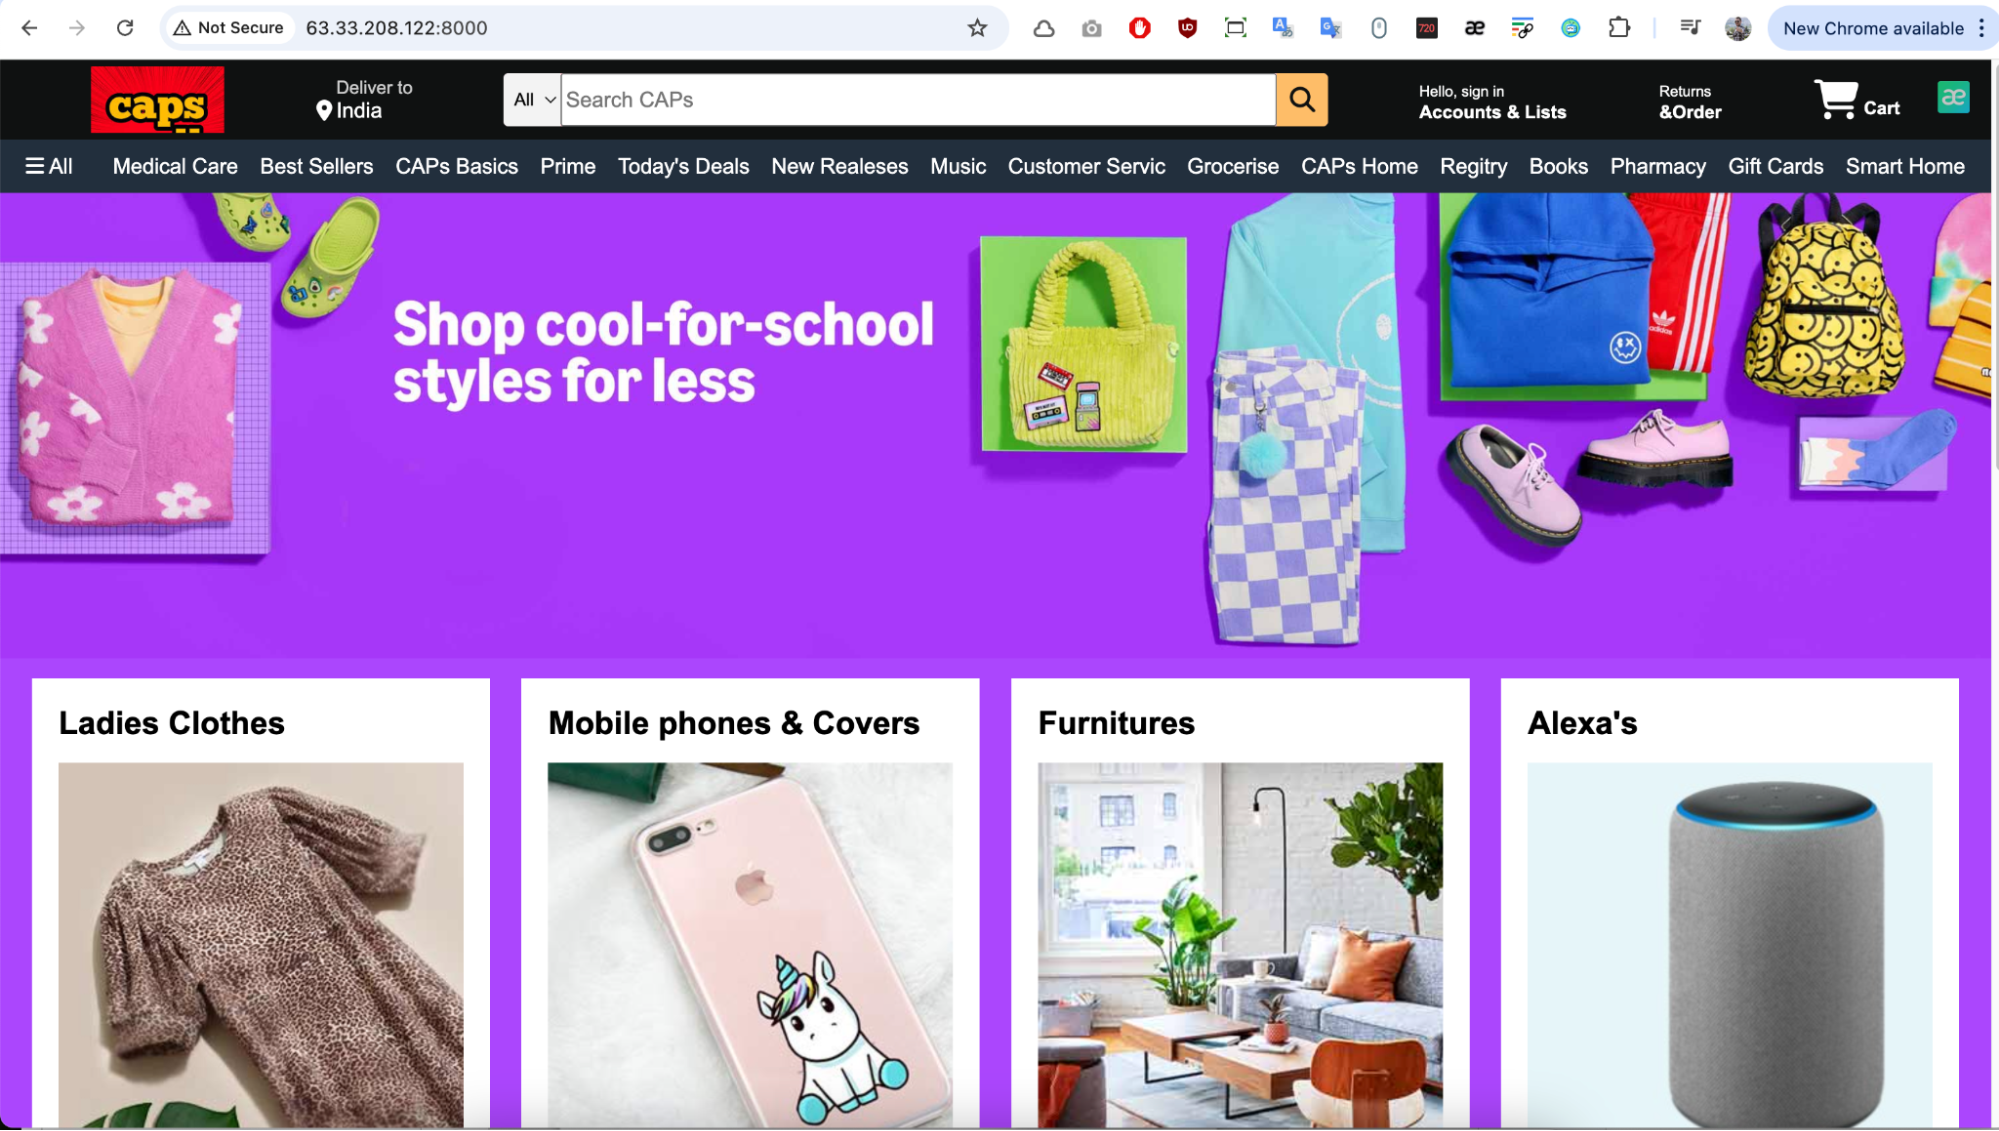 Not Secure 63.33.208.122:8000
720
New Chrome available
caps
Deliver to
India
All
Search CAPs
Hello, sign in
Accounts & Lists
Returns
&Order
Cart
æ
All Medical Care Best Sellers CAPs Basics Prime Today's Deals New Realeses Music Customer Servic Grocerise CAPs Home Regitry Books Pharmacy Gift Cards Smart Home
Shop cool-for-school
styles for less
adidas
Ladies Clothes
Mobile phones & Covers
Furnitures
Alexa's